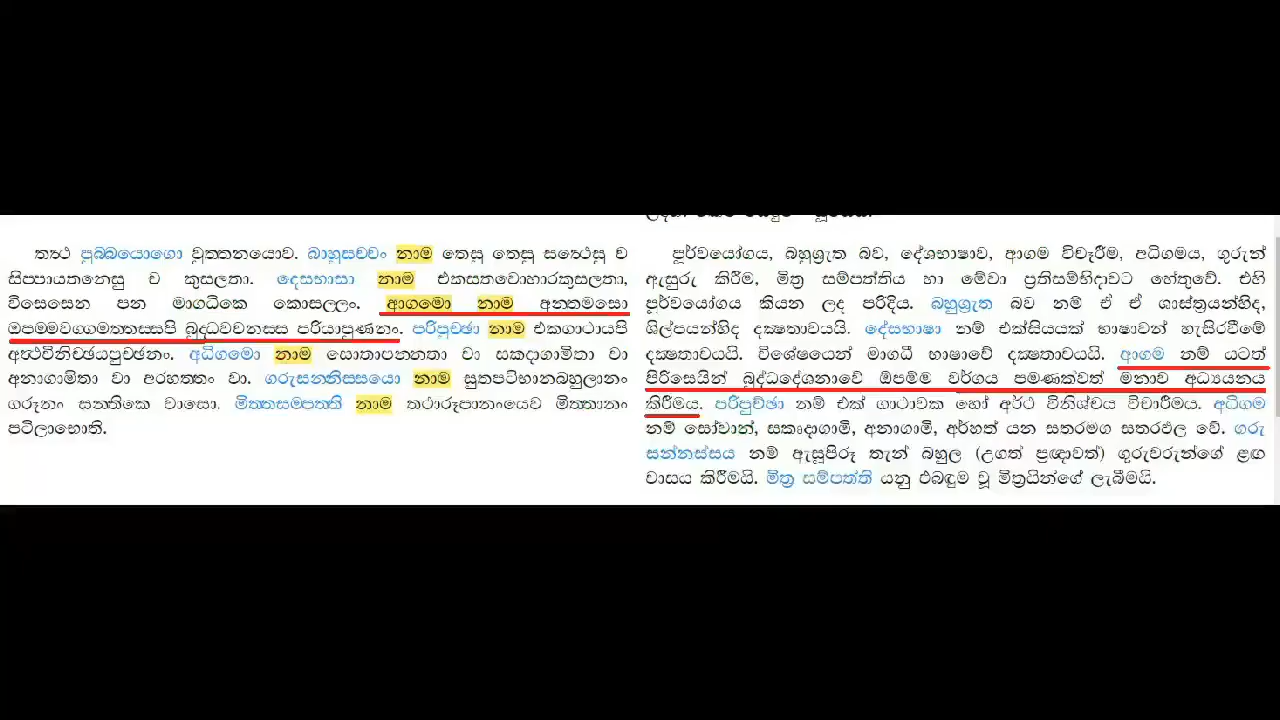 තත්‍ථ පුබ්බයොගො වුත්තනයොව. බාහුසච්චං නාම තෙසු තෙසු සත්‍ථෙසු ච
සිප්පායතනෙසු ච කුසලතා. දෙසභාසා නාම එකසතවොහාරකුසලතා,
විසෙසෙන පන මාගධිකෙ කොසල්ලං. ආගමො නාම අන්තමසො
ඔපම්මවග්ගමත්තස්සපි බුද්ධවචනස්ස පරියාපුණනං. පරිපුච්ඡා නාම එකගාථායපි
අත්‍ථවිනිච්ඡයපුච්ඡනං. අධිගමො නාම සොතාපන්නතා වා සකදාගාමිතා වා
අනාගාමිතා වා අරහත්තං වා. ගරුසන්නිස්සයො නාම සුතපටිභානබහුලානං
ගරූනං සන්තිකෙ වාසො. මිත්තසම්පත්ති නාම තථාරූපානංයෙව මිත්තානං
පටිලාභොති.
පූර්වයෝගය, බහුශ්‍රැත බව, දේශභාෂාව, ආගම විචැරීම, අධිගමය, ගුරුන්
ඇසුරු කිරීම, මිත්‍ර සම්පත්තිය හා මේවා ප්‍රතිසම්භිදාවට හේතුවේ. එහි
පූර්වයෝගය කියන ලද පරිදිය. බහුශ්‍රැත බව නම් ඒ ඒ ශාස්ත්‍රයන්හිද,
ශිල්පයන්හිද දක්‍ෂතාවයයි. දේසභාෂා නම් එක්සියයක් භාෂාවන් හැසිරවීමේ
දක්‍ෂතාවයයි. විශේෂයෙන් මාගධී භාෂාවේ දක්‍ෂතාවයයි. ආගම නම් යටත්
පිරිසෙයින් බුද්ධදේශනාවේ ඕපම්ම වර්ගය පමණකවත් මනාව අධ්‍යයනය
කිරීමය. පරිපුච්ඡා නම් එක් ගාථාවක හෝ අර්ථ විනිශ්චය විචාරීමය. අධිගම
නම් සෝවාන්, සකෘදාගාමි, අනාගාමි, අර්හත් යන සතරමග සතරඵල වේ. ගරු
සන්නස්සය නම් ඇසූපිරූ තැන් බහුල (උගත් ප්‍රඥාවත්) ගුරුවරුන්ගේ ළඟ
වාසය කිරීමයි. මිත්‍ර සම්පත්ති යනු එබඳුම වූ මිත්‍රයින්ගේ ලැබීමයි.